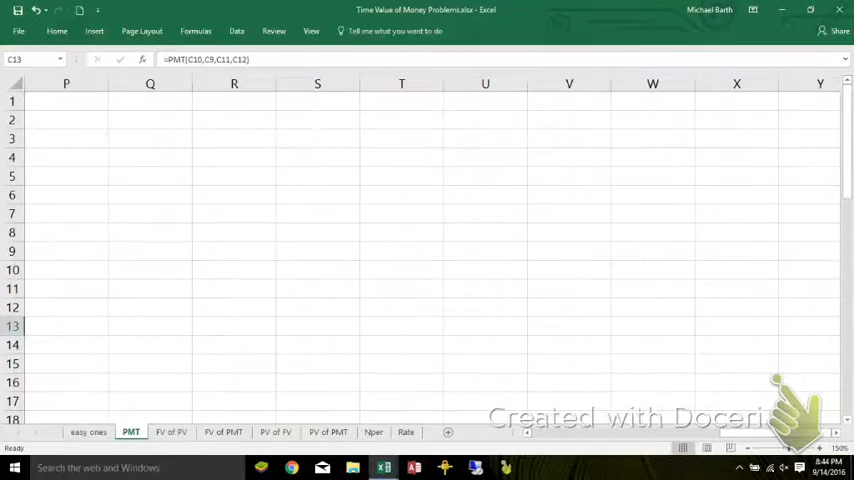 Time Value of Money Problems.xlsx - Excel
Michael Barth
File Home Insert Page Layout Formulas Data Review View Tell me what you want to do Share
C13 fx =PMT(C10,C9,C11,C12)
P Q R S T U V W X Y
1
2
3
4
5
6
7
8
9
10
11
12
13
14
15
16
17
18
Created with Doceri
easy ones PMT FV of PV FV of PMT PV of FV PV of PMT Nper Rate
Ready 150%
Search the web and Windows
8:44 PM
9/14/2016